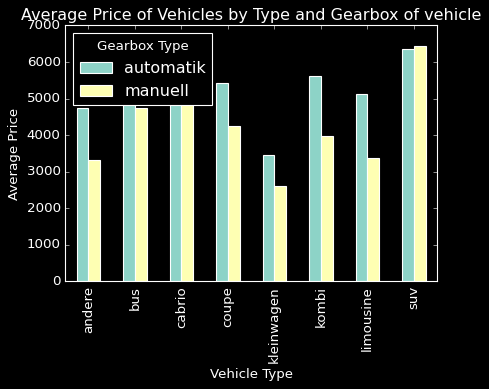 Average Price of Vehicles by Type and Gearbox of vehicle
7000
6000
5000
4000
3000
2000
1000
0
Average Price
Gearbox Type
automatik
manuell
andere
bus
cabrio
coupe
kleinwagen
kombi
limousine
suv
Vehicle Type